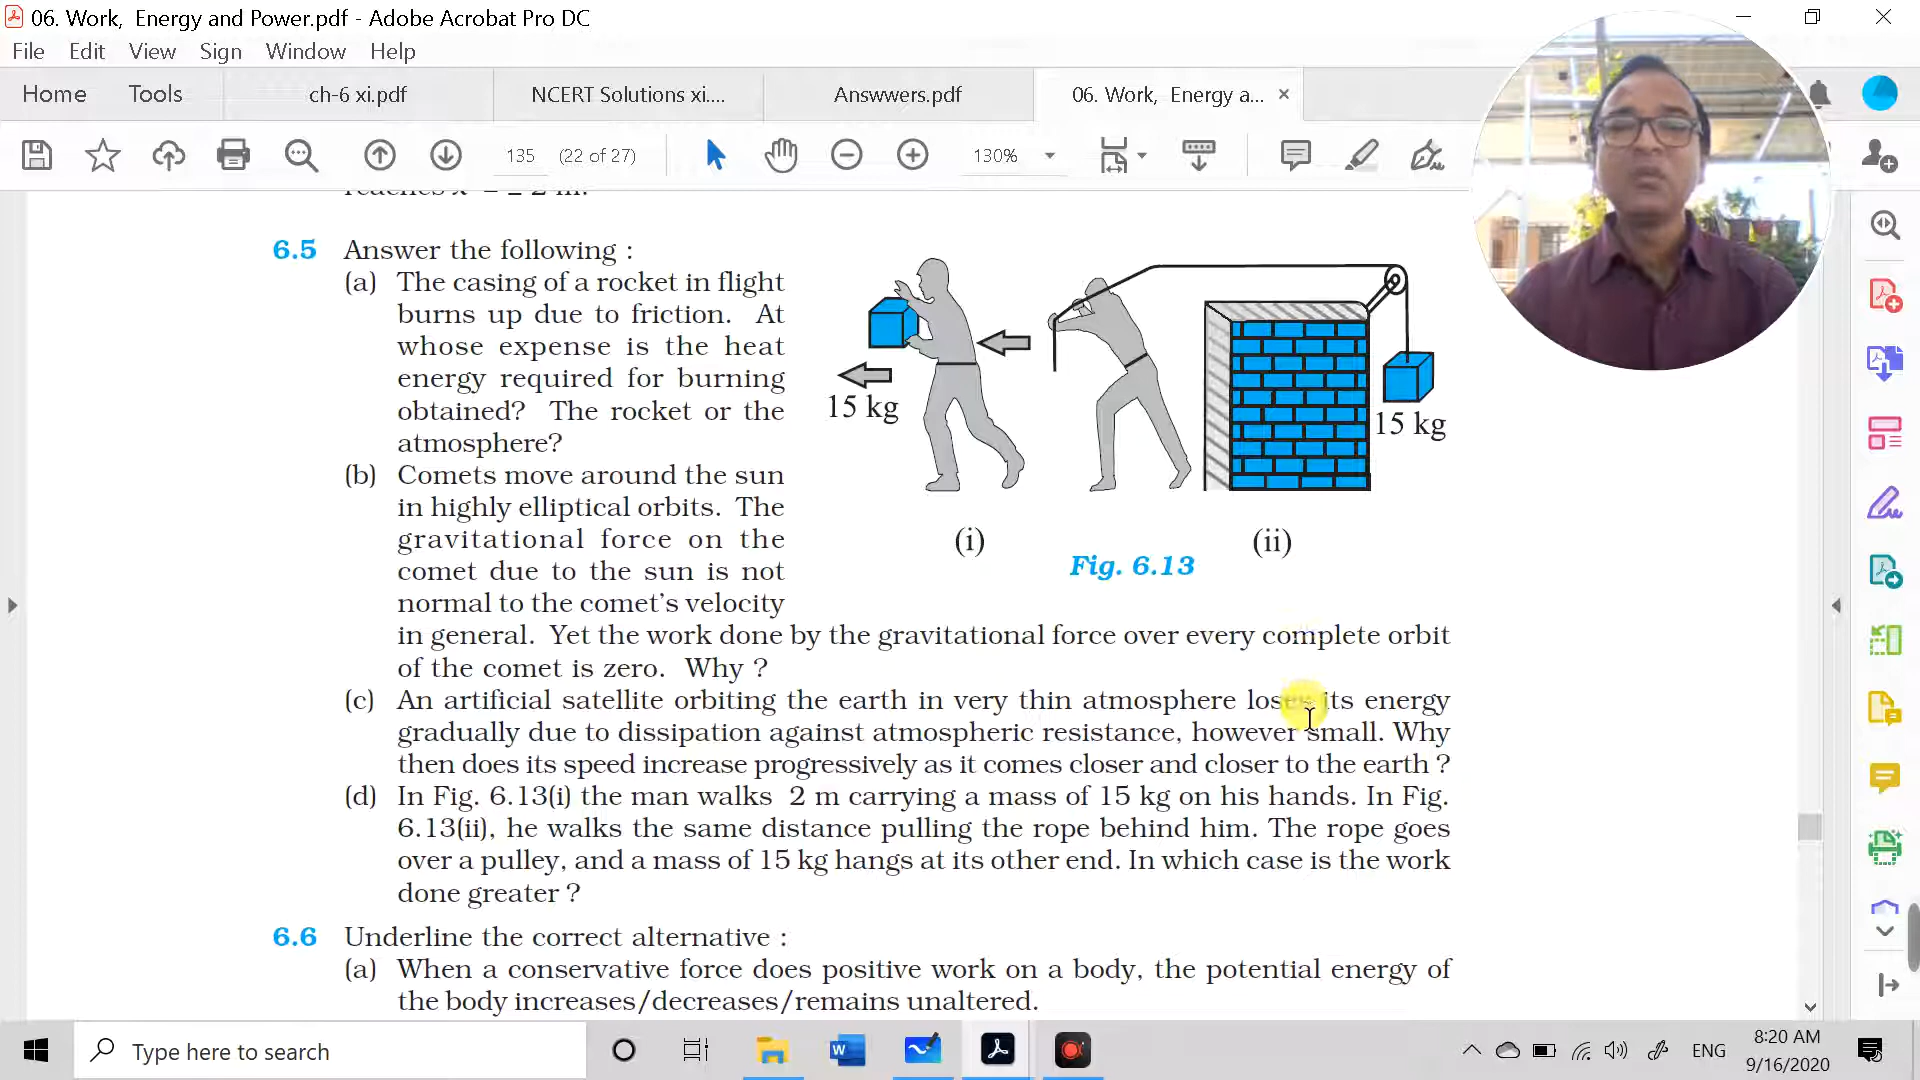 06. Work, Energy and Power.pdf - Adobe Acrobat Pro DC
File Edit View Sign Window Help
Home Tools ch-6 xi.pdf NCERT Solutions xi.... Answwers.pdf 06. Work, Energy a... ×
135 (22 of 27) 130%
reaches x = ± 2 m.
6.5 Answer the following :
(a) The casing of a rocket in flight
burns up due to friction. At
whose expense is the heat
energy required for burning
obtained? The rocket or the
atmosphere?
(b) Comets move around the sun
in highly elliptical orbits. The
gravitational force on the
comet due to the sun is not
normal to the comet's velocity
in general. Yet the work done by the gravitational force over every complete orbit
of the comet is zero. Why ?
15 kg
15 kg
(i)
(ii)
Fig. 6.13
(c) An artificial satellite orbiting the earth in very thin atmosphere loses its energy
gradually due to dissipation against atmospheric resistance, however small. Why
then does its speed increase progressively as it comes closer and closer to the earth ?
(d) In Fig. 6.13(i) the man walks 2 m carrying a mass of 15 kg on his hands. In Fig.
6.13(ii), he walks the same distance pulling the rope behind him. The rope goes
over a pulley, and a mass of 15 kg hangs at its other end. In which case is the work
done greater ?
6.6 Underline the correct alternative :
(a) When a conservative force does positive work on a body, the potential energy of
the body increases/decreases/remains unaltered.
Type here to search
W
ENG
8:20 AM
9/16/2020